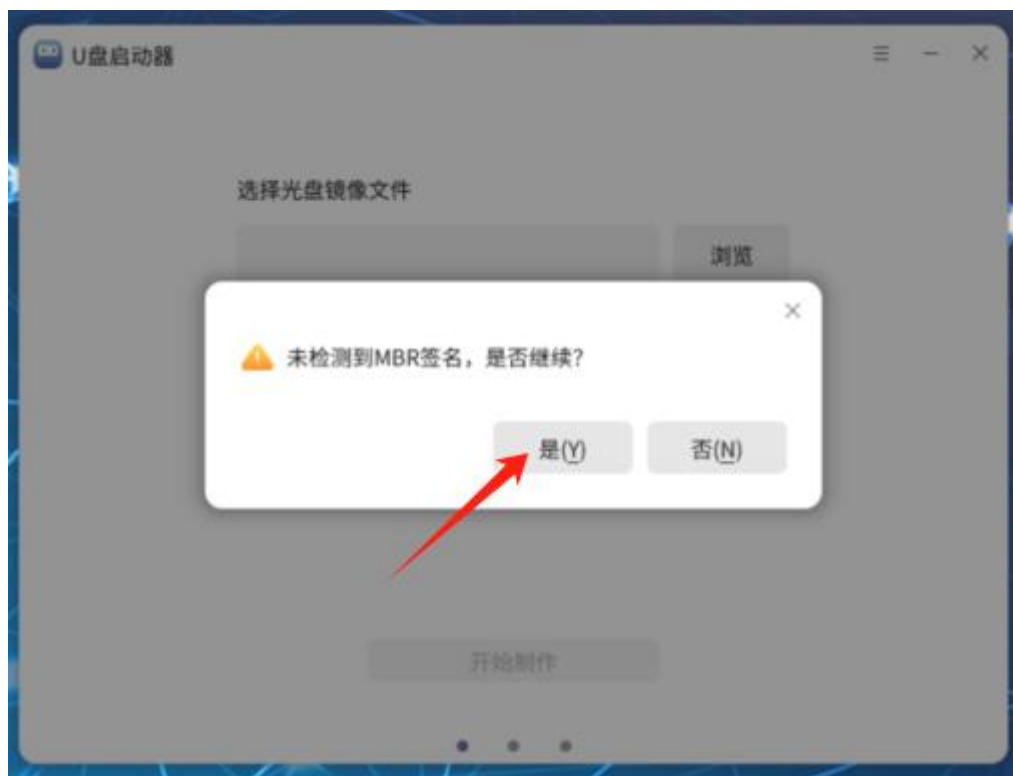 U盘启动器
选择光盘镜像文件
浏览
未检测到MBR签名，是否继续？
是(Y)
否(N)
开始制作